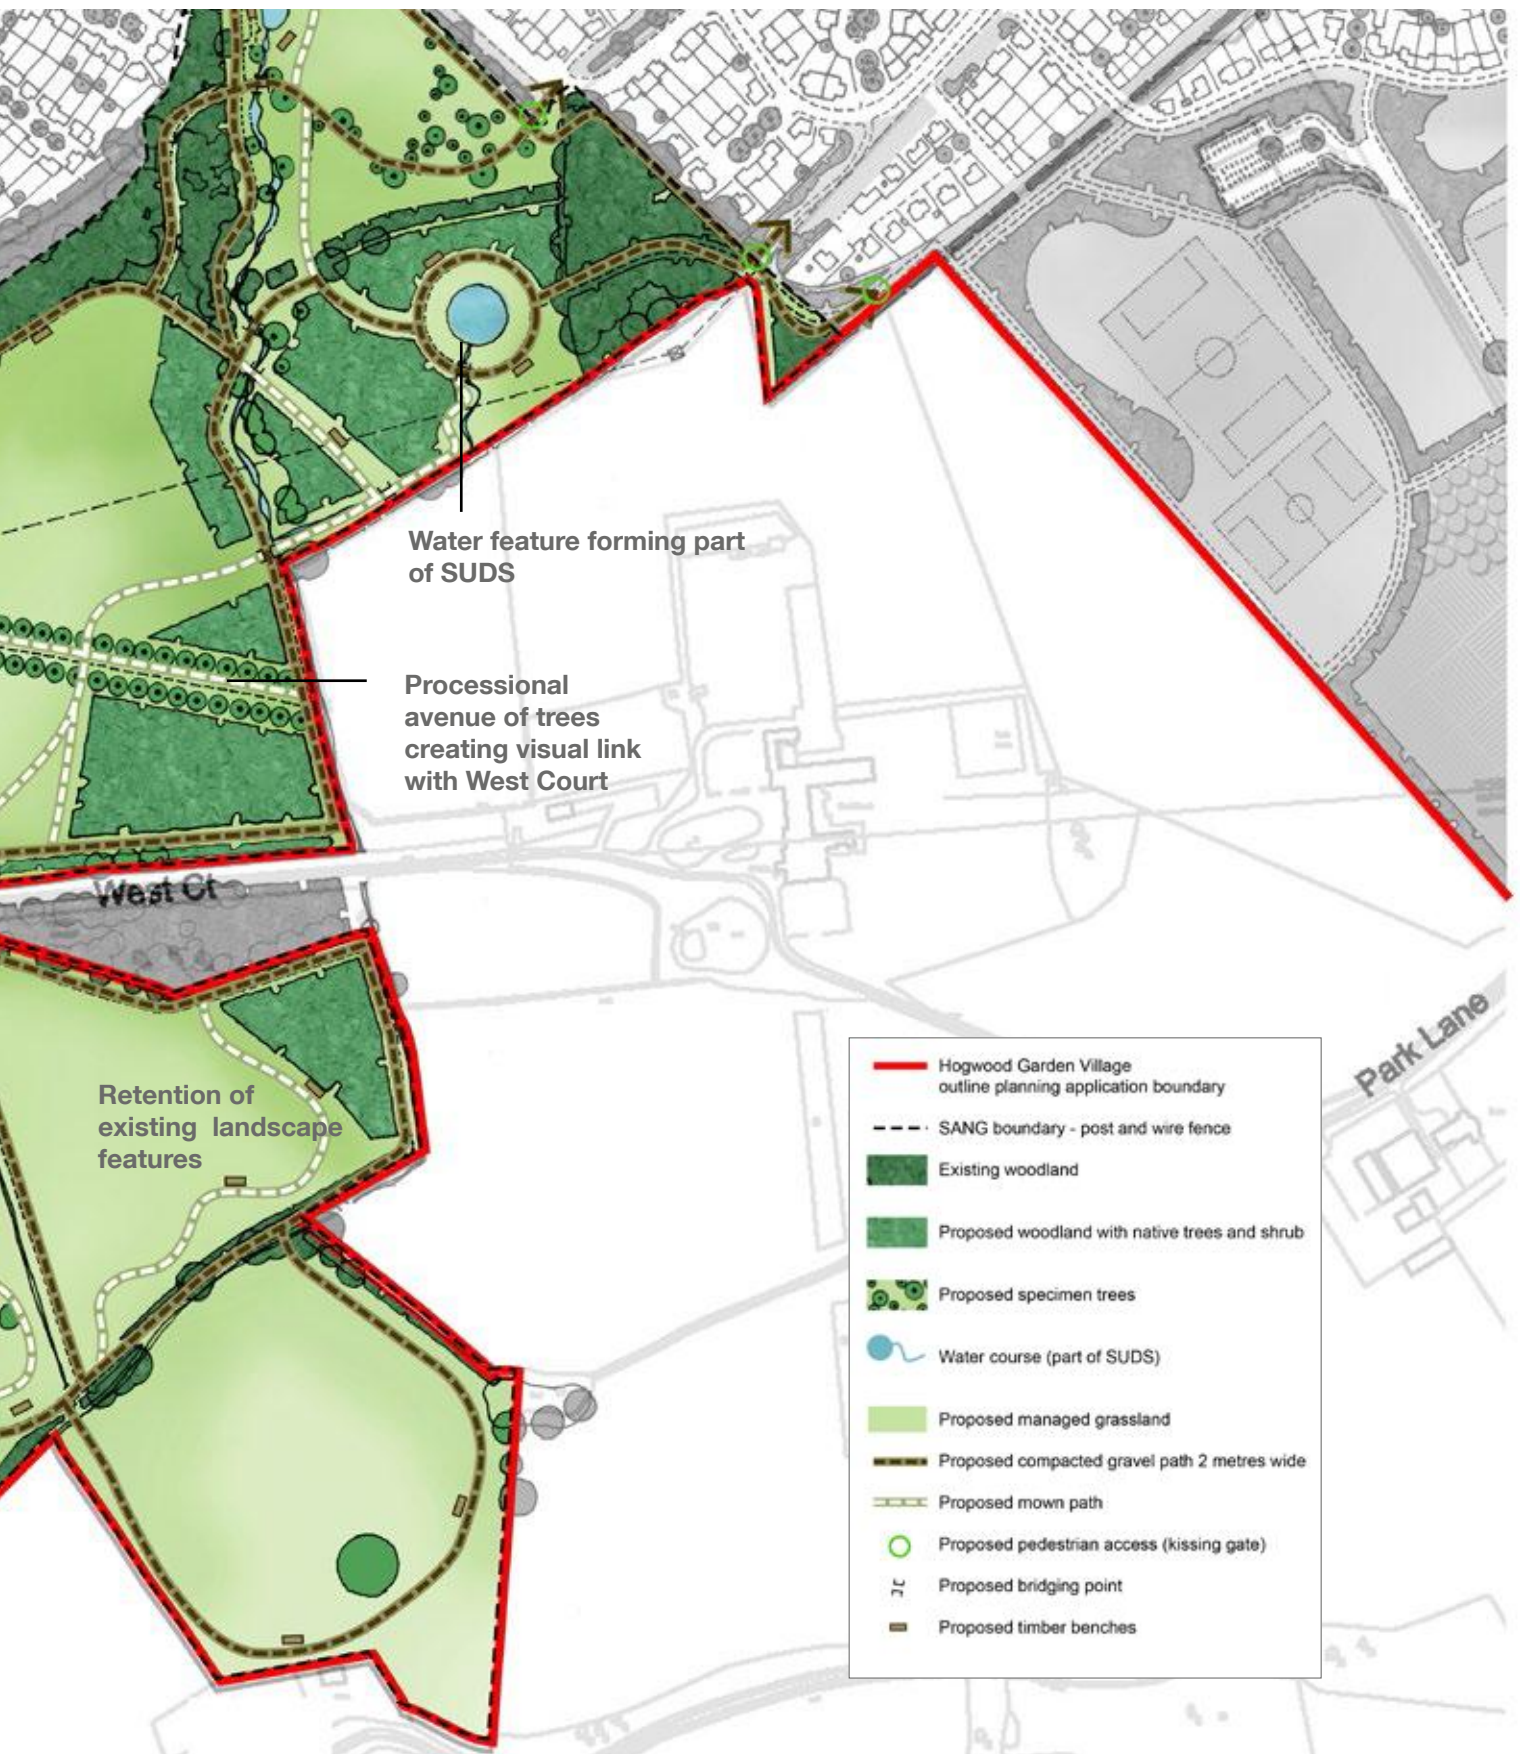 Water feature forming part
of SUDS
Processional
avenue of trees
creating visual link
with West Court
West Ct
Retention of
existing landscape
features
Park Lane
Hogwood Garden Village
outline planning application boundary
SANG boundary - post and wire fence
Existing woodland
Proposed woodland with native trees and shrub
Proposed specimen trees
Water course (part of SUDS)
Proposed managed grassland
Proposed compacted gravel path 2 metres wide
Proposed mown path
Proposed pedestrian access (kissing gate)
Proposed bridging point
Proposed timber benches